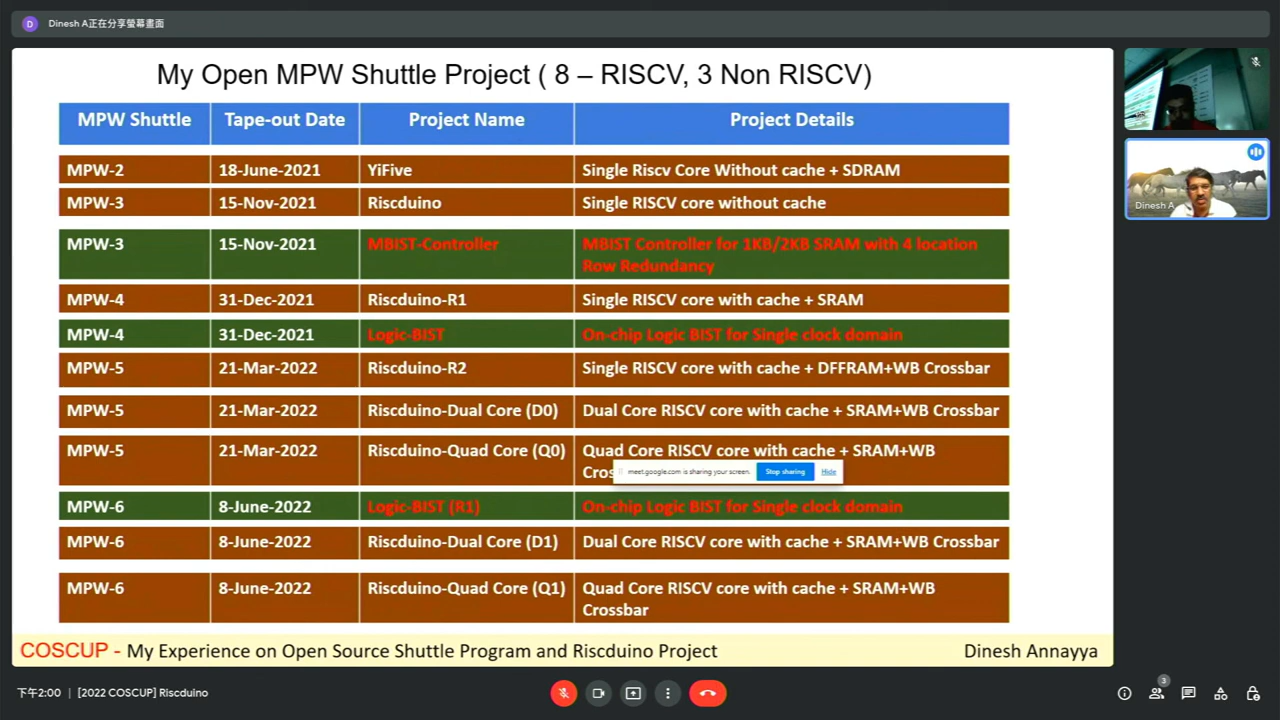 D
Dinesh A正在分享螢幕畫面
My Open MPW Shuttle Project ( 8 – RISCV, 3 Non RISCV)
MPW Shuttle Tape-out Date Project Name Project Details
MPW-2 18-June-2021 YiFive Single Riscv Core Without cache + SDRAM
MPW-3 15-Nov-2021 Riscduino Single RISCV core without cache
MPW-3 15-Nov-2021 MBIST-Controller MBIST Controller for 1KB/2KB SRAM with 4 location
Row Redundancy
MPW-4 31-Dec-2021 Riscduino-R1 Single RISCV core with cache + SRAM
MPW-4 31-Dec-2021 Logic-BIST On-chip Logic BIST for Single clock domain
MPW-5 21-Mar-2022 Riscduino-R2 Single RISCV core with cache + DFFRAM+WB Crossbar
MPW-5 21-Mar-2022 Riscduino-Dual Core (D0) Dual Core RISCV core with cache + SRAM+WB Crossbar
MPW-5 21-Mar-2022 Riscduino-Quad Core (Q0) Quad Core RISCV core with cache + SRAM+WB
Cros
meet.google.com is sharing your screen. Stop sharing Hide
MPW-6 8-June-2022 Logic-BIST (R1) On-chip Logic BIST for Single clock domain
MPW-6 8-June-2022 Riscduino-Dual Core (D1) Dual Core RISCV core with cache + SRAM+WB Crossbar
MPW-6 8-June-2022 Riscduino-Quad Core (Q1) Quad Core RISCV core with cache + SRAM+WB
Crossbar
COSCUP - My Experience on Open Source Shuttle Program and Riscduino Project Dinesh Annayya
Dinesh A
下午2:00 | [2022 COSCUP] Riscduino
3